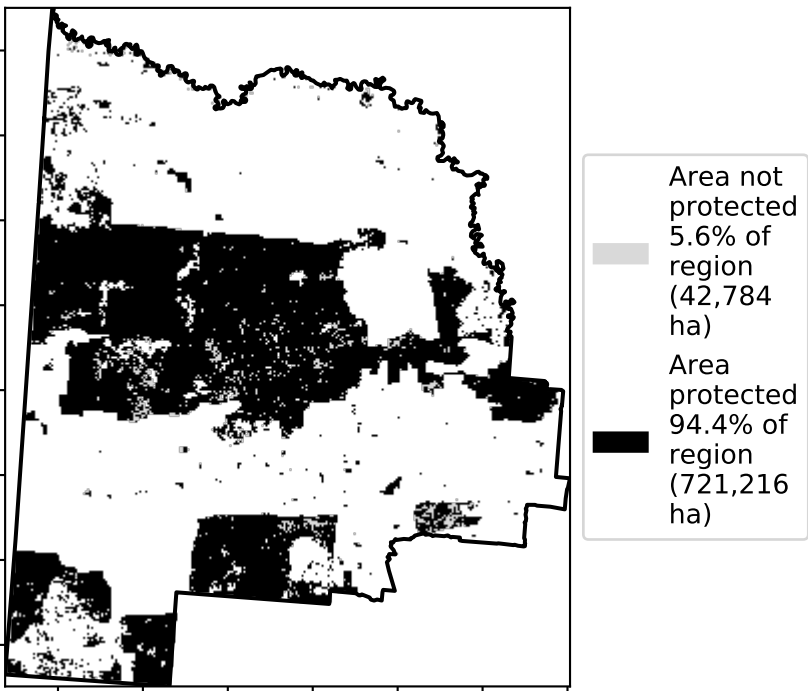 Area not
protected
5.6% of
region
(42,784
ha)
Area
protected
94.4% of
region
(721,216
ha)